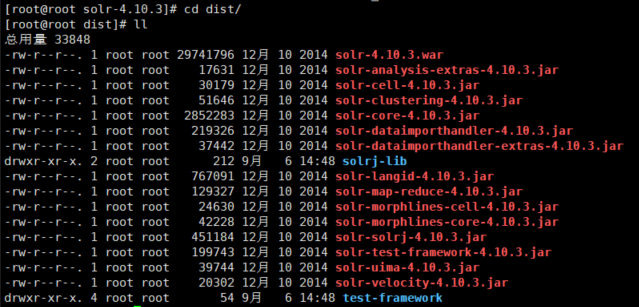 [root@root solr-4.10.3]# cd dist/
[root@root dist]# ll
总用量 33848
-rw-r--r--. 1 root root 29741796 12月 10 2014 solr-4.10.3.war
-rw-r--r--. 1 root root 17631 12月 10 2014 solr-analysis-extras-4.10.3.jar
-rw-r--r--. 1 root root 30179 12月 10 2014 solr-cell-4.10.3.jar
-rw-r--r--. 1 root root 51646 12月 10 2014 solr-clustering-4.10.3.jar
-rw-r--r--. 1 root root 2852283 12月 10 2014 solr-core-4.10.3.jar
-rw-r--r--. 1 root root 219326 12月 10 2014 solr-dataimporthandler-4.10.3.jar
-rw-r--r--. 1 root root 37442 12月 10 2014 solr-dataimporthandler-extras-4.10.3.jar
drwxr-xr-x. 2 root root 212 9月 6 14:48 solrj-lib
-rw-r--r--. 1 root root 767091 12月 10 2014 solr-langid-4.10.3.jar
-rw-r--r--. 1 root root 129327 12月 10 2014 solr-map-reduce-4.10.3.jar
-rw-r--r--. 1 root root 24630 12月 10 2014 solr-morphlines-cell-4.10.3.jar
-rw-r--r--. 1 root root 42228 12月 10 2014 solr-morphlines-core-4.10.3.jar
-rw-r--r--. 1 root root 451184 12月 10 2014 solr-solrj-4.10.3.jar
-rw-r--r--. 1 root root 199743 12月 10 2014 solr-test-framework-4.10.3.jar
-rw-r--r--. 1 root root 39744 12月 10 2014 solr-uima-4.10.3.jar
-rw-r--r--. 1 root root 20302 12月 10 2014 solr-velocity-4.10.3.jar
drwxr-xr-x. 4 root root 54 9月 6 14:48 test-framework